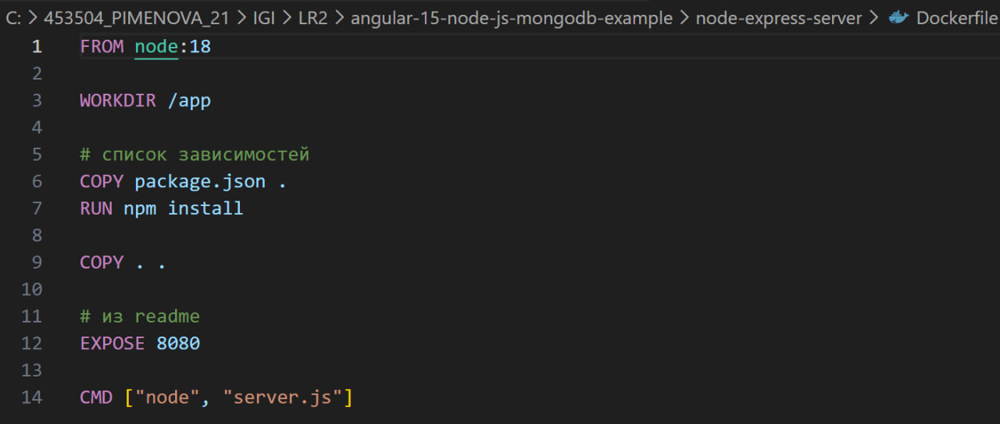 C: > 453504_PIMENOVA_21 > IGI > LR2 > angular-15-node-js-mongodb-example > node-express-server > Dockerfile
1 FROM node:18
2
3 WORKDIR /app
4
5 # список зависимостей
6 COPY package.json .
7 RUN npm install
8
9 COPY . .
10
11 # из readme
12 EXPOSE 8080
13
14 CMD ["node", "server.js"]